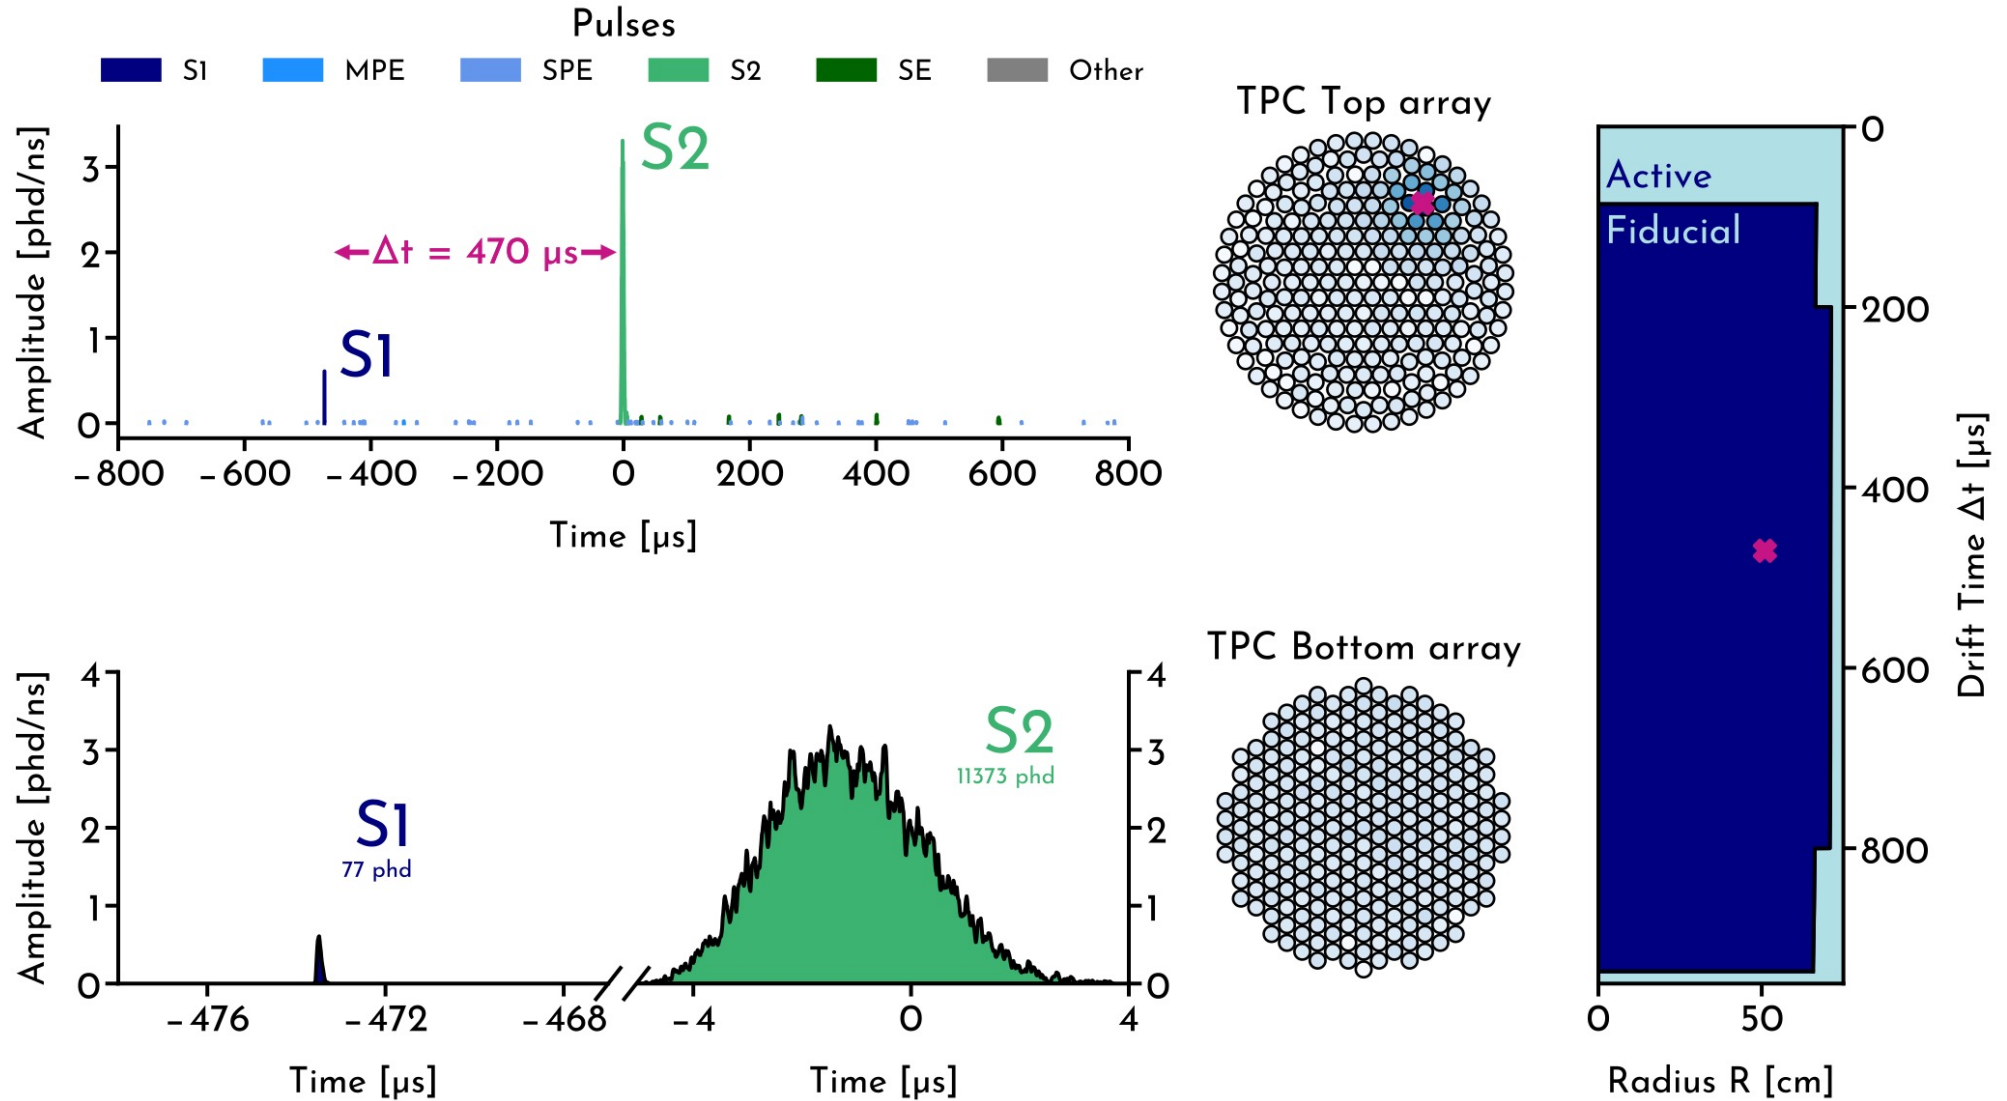 Pulses
S1 MPE SPE S2 SE Other
Amplitude [phd/ns]
3
2
1
0
S2
Δt = 470 µs
S1
−800 −600 −400 −200 0 200 400 600 800
Time [µs]
TPC Top array
Active
Fiducial
0
200
400
600
800
Drift Time Δt [µs]
0 50
Radius R [cm]
Amplitude [phd/ns]
4
3
2
1
0
S1
77 phd
S2
11373 phd
4
3
2
1
0
−476 −472 −468 −4 0 4
Time [µs] Time [µs]
TPC Bottom array